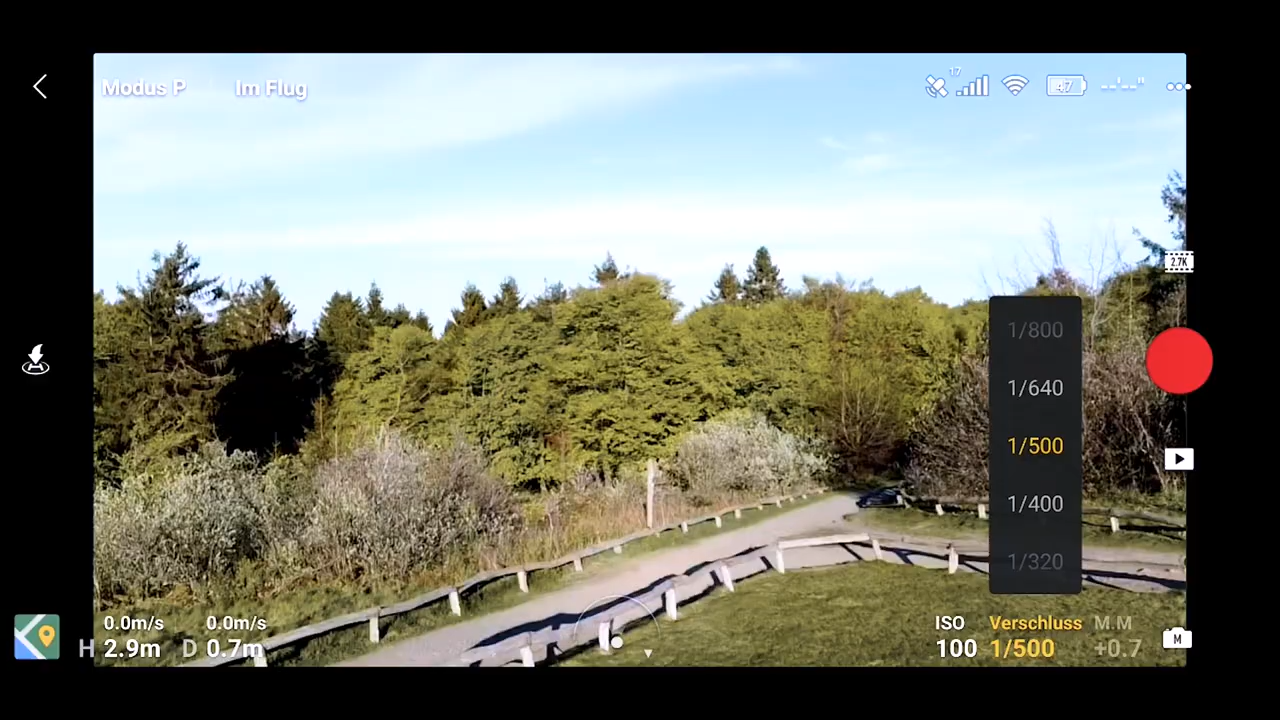 Modus P Im Flug 17 47 --'--"
2.7K
1/800
1/640
1/500
1/400
1/320
0.0m/s 0.0m/s ISO Verschluss M.M
H 2.9m D 0.7m 100 1/500 +0.7 M